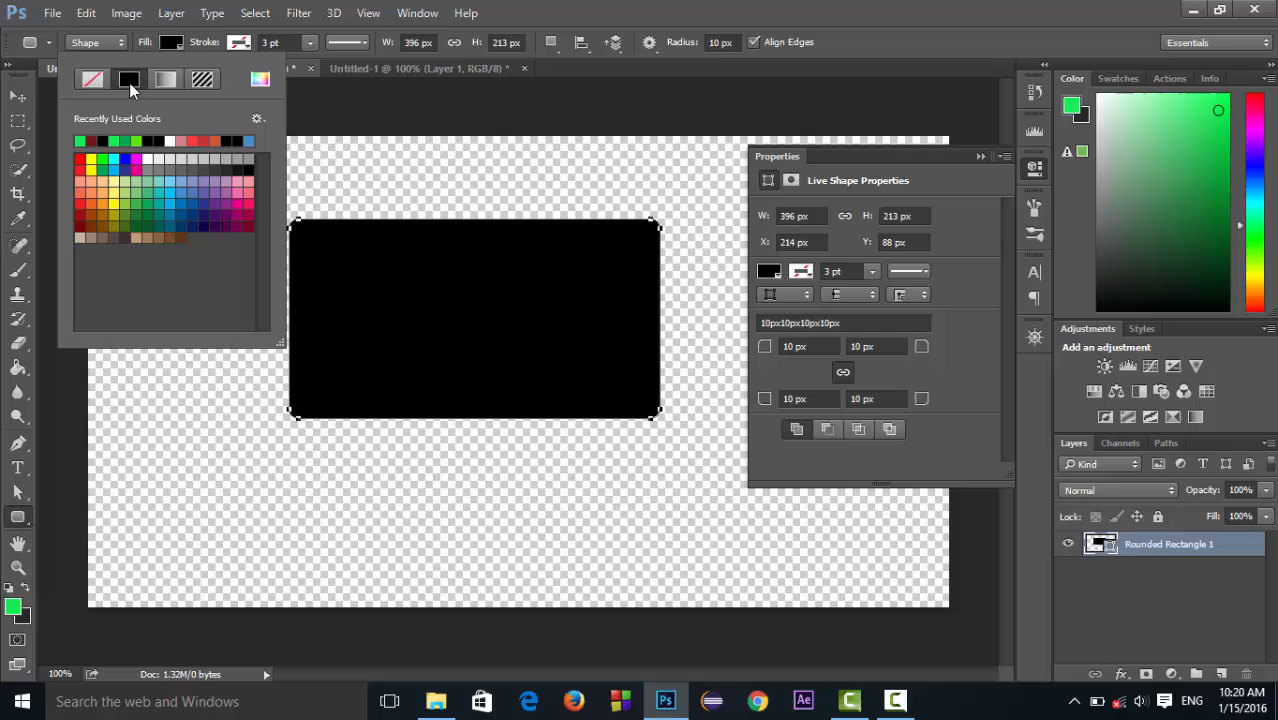 Ps File Edit Image Layer Type Select Filter 3D View Window Help
Shape Fill: Stroke: 3 pt W: 396 px H: 213 px Radius: 10 px Align Edges Essentials
Un * × Untitled-1 @ 100% (Layer 1, RGB/8) * ×
Color Swatches Actions Info
Recently Used Colors
Properties
Live Shape Properties
W: 396 px H: 213 px
X: 214 px Y: 88 px
3 pt
10px10px10px10px
10 px 10 px
10 px 10 px
Adjustments Styles
Add an adjustment
Layers Channels Paths
Kind
Normal Opacity: 100%
Lock: Fill: 100%
Rounded Rectangle 1
100% Doc: 1.32M/0 bytes
Search the web and Windows Ps Ae C C ENG 10:20 AM
1/15/2016